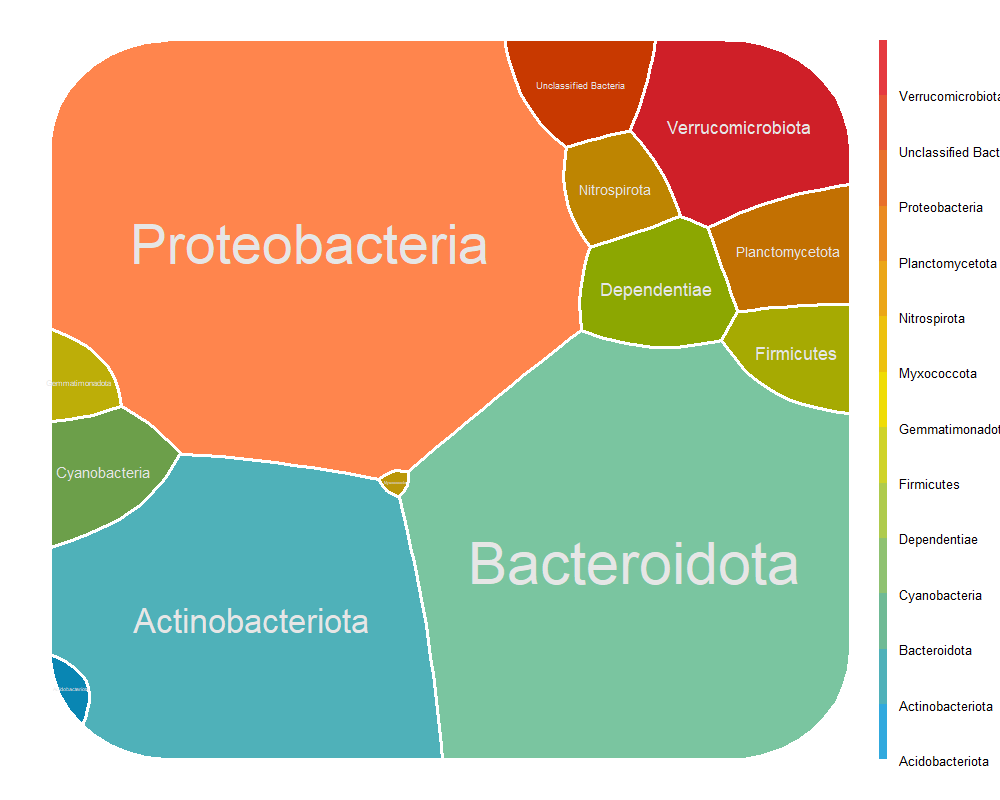 Unclassified Bacteria
Verrucomicrobiota
Nitrospirota
Proteobacteria
Planctomycetota
Dependentiae
Firmicutes
Gemmatimonadota
Cyanobacteria
Bacteroidota
Actinobacteriota
Verrucomicrobiota
Unclassified Bact
Proteobacteria
Planctomycetota
Nitrospirota
Myxococcota
Gemmatimonadot
Firmicutes
Dependentiae
Cyanobacteria
Bacteroidota
Actinobacteriota
Acidobacteriota